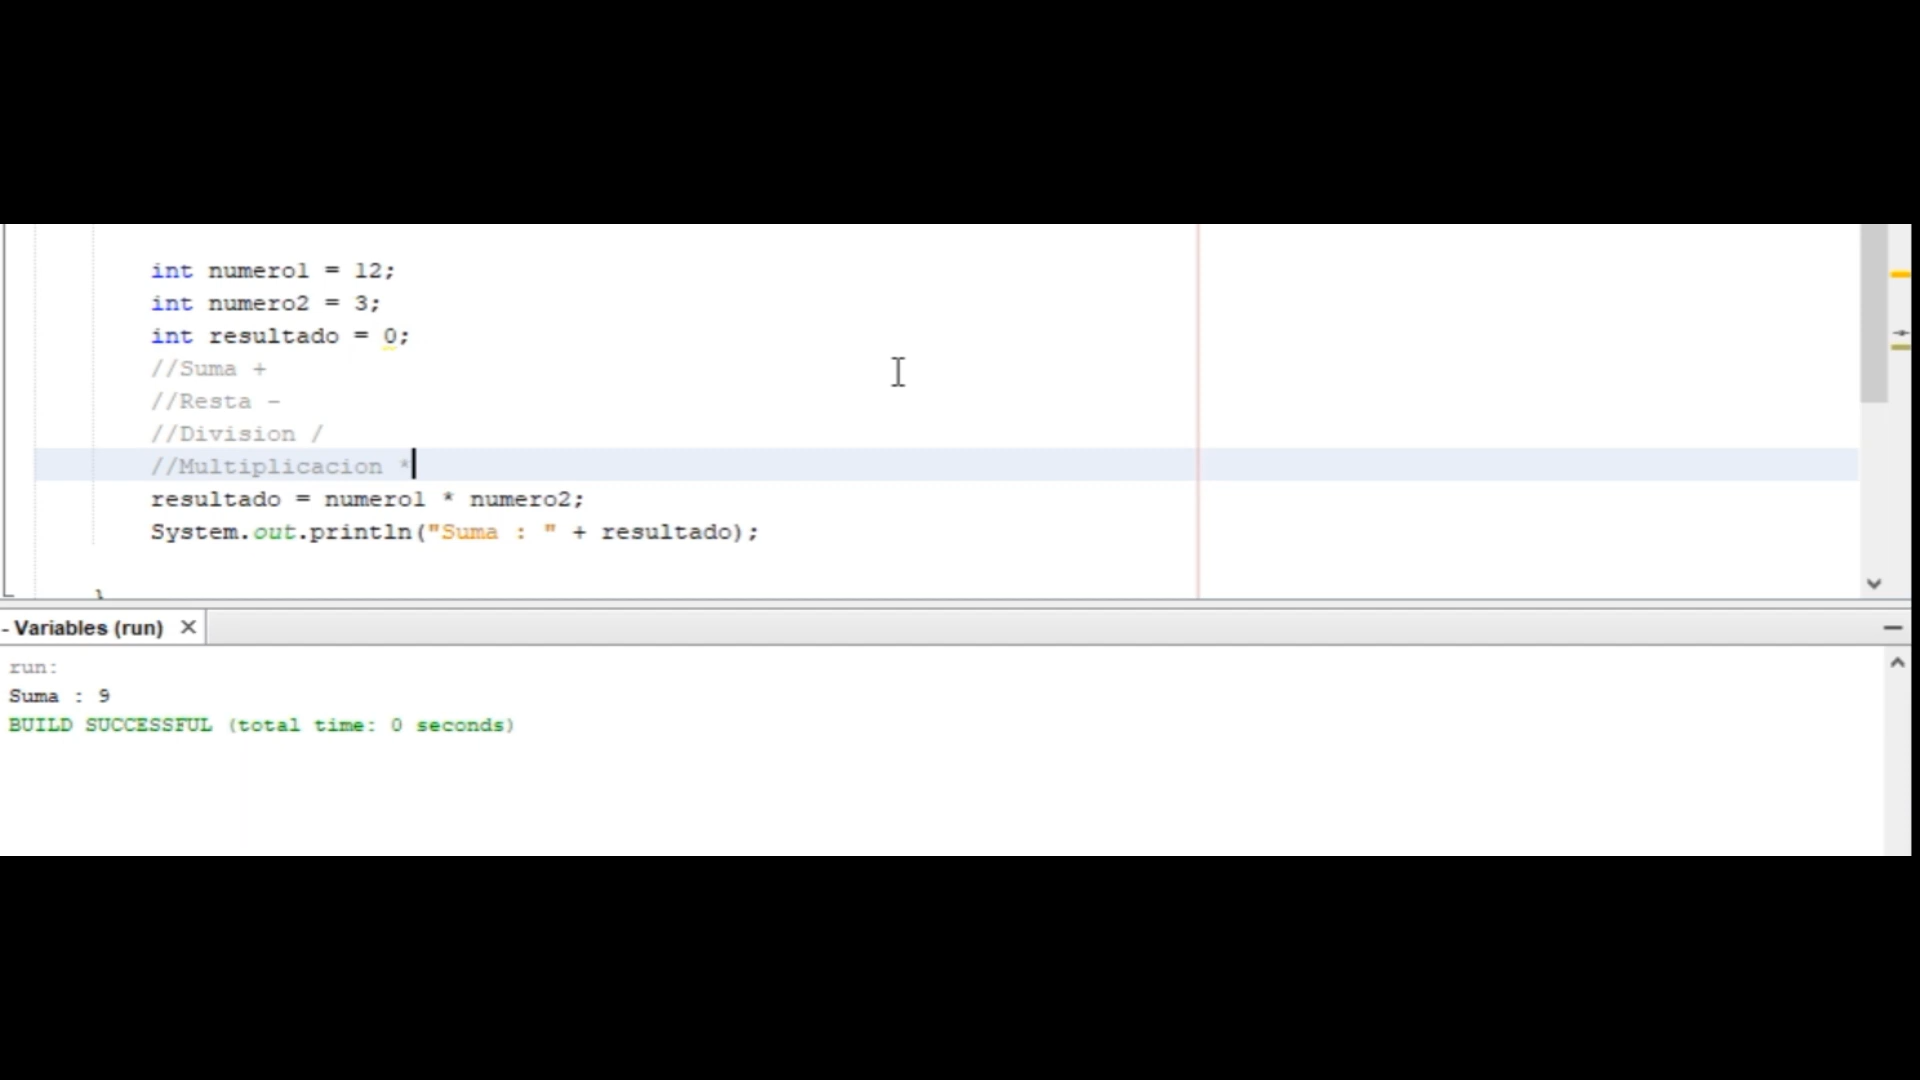 int numero1 = 12;
int numero2 = 3;
int resultado = 0;
//Suma +
//Resta -
//Division /
//Multiplicacion *
resultado = numero1 * numero2;
System.out.println("Suma : " + resultado);
}
- Variables (run)
run:
Suma : 9
BUILD SUCCESSFUL (total time: 0 seconds)